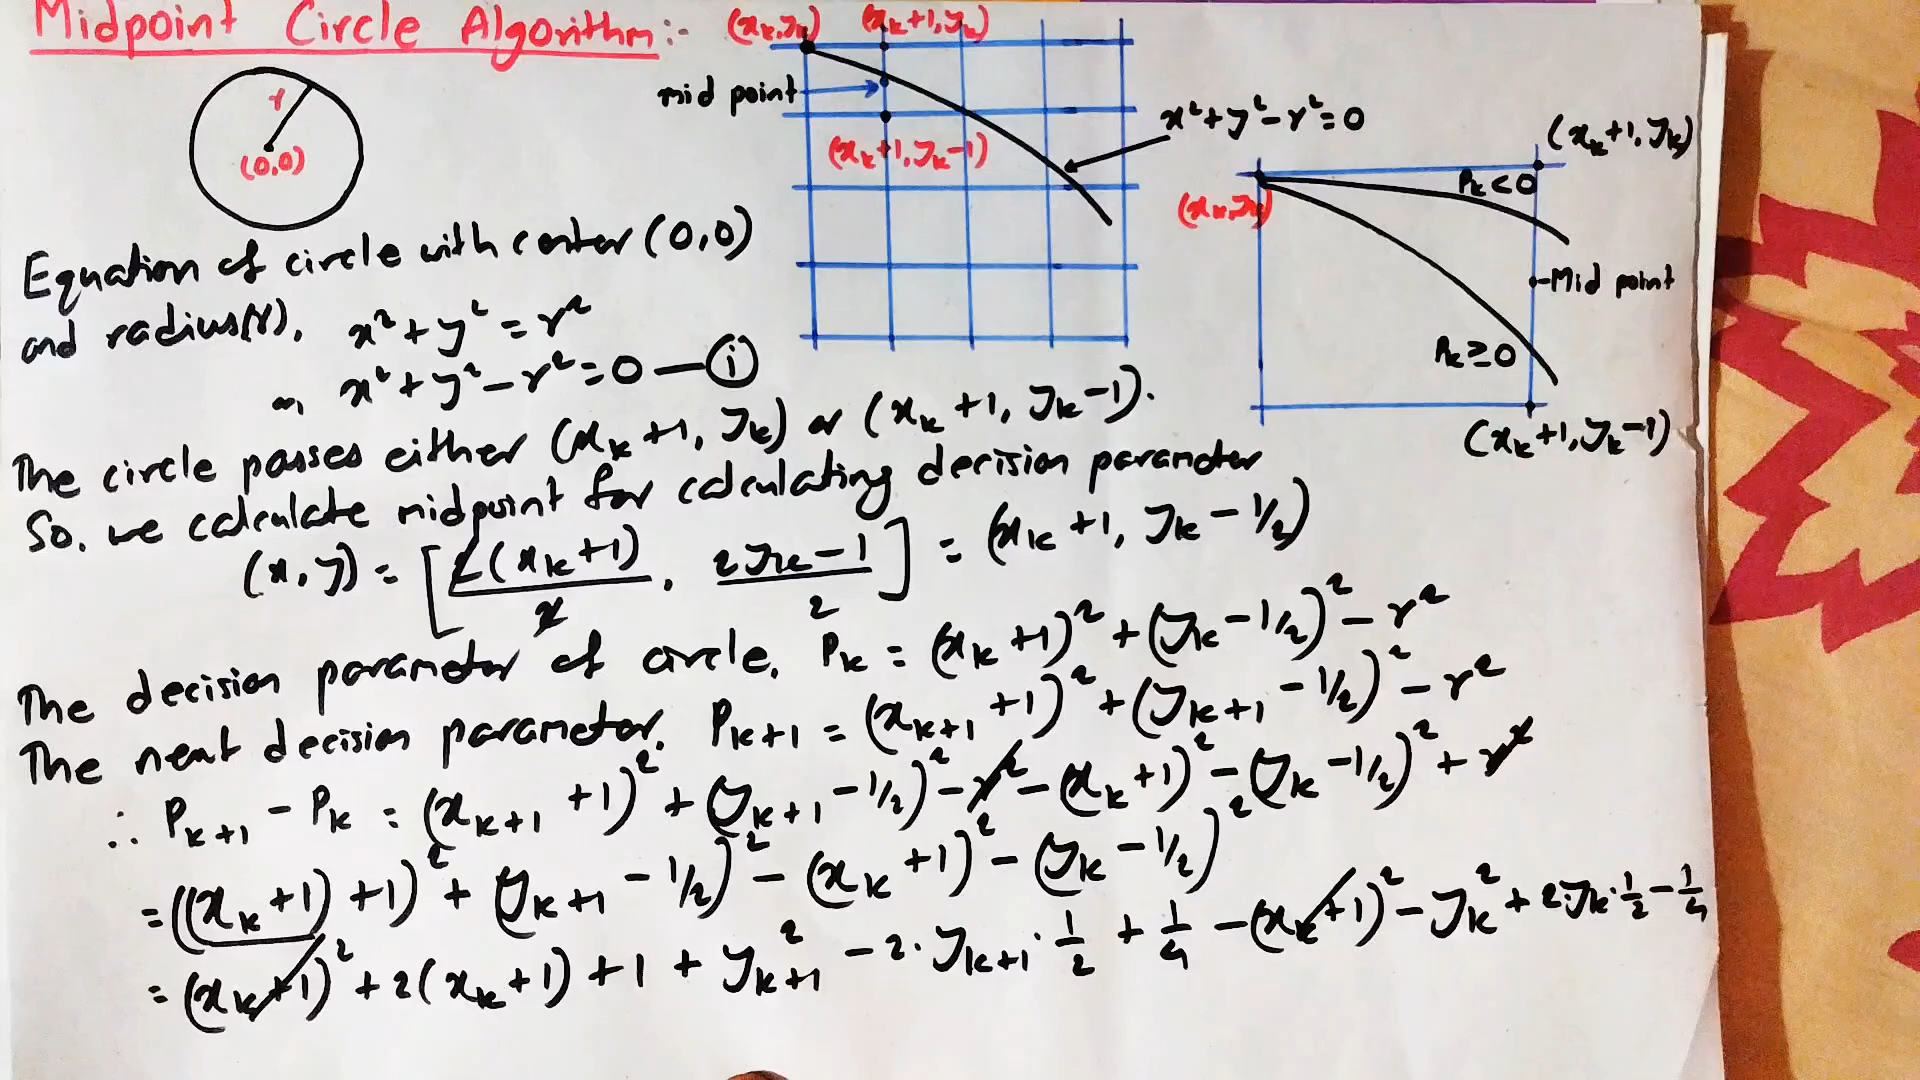 Midpoint Circle Algorithm:-
(xₖ,yₖ) (xₖ+1,yₖ)
mid point
(xₖ+1,yₖ-1)
x²+y²-r²=0
r
(0,0)
(xₖ+1,yₖ)
Pₖ<0
(xₖ,yₖ)
Mid point
Pₖ≥0
(xₖ+1,yₖ-1)
Equation of circle with center (0,0)
and radius(r), x²+y²=r²
or, x²+y²-r²=0 — (i)
The circle passes either (xₖ+1, yₖ) or (xₖ+1, yₖ-1).
So, we calculate midpoint for calculating decision parameter
(x,y) = [2(xₖ+1)/2, 2yₖ-1/2] = (xₖ+1, yₖ-1/2)
The decision parameter of circle, Pₖ = (xₖ+1)²+(yₖ-1/2)²-r²
The next decision parameter, Pₖ₊₁ = (xₖ₊₁+1)²+(yₖ₊₁-1/2)²-r²
∴ Pₖ₊₁ - Pₖ = (xₖ₊₁+1)²+(yₖ₊₁-1/2)²-r²-(xₖ+1)²-(yₖ-1/2)²+r²
= ((xₖ+1)+1)²+(yₖ₊₁-1/2)²-(xₖ+1)²-(yₖ-1/2)²
= (xₖ+1)²+2(xₖ+1)+1+yₖ₊₁²-2·yₖ₊₁·1/2+1/4-(xₖ+1)²-yₖ²+2·yₖ·1/2-1/4